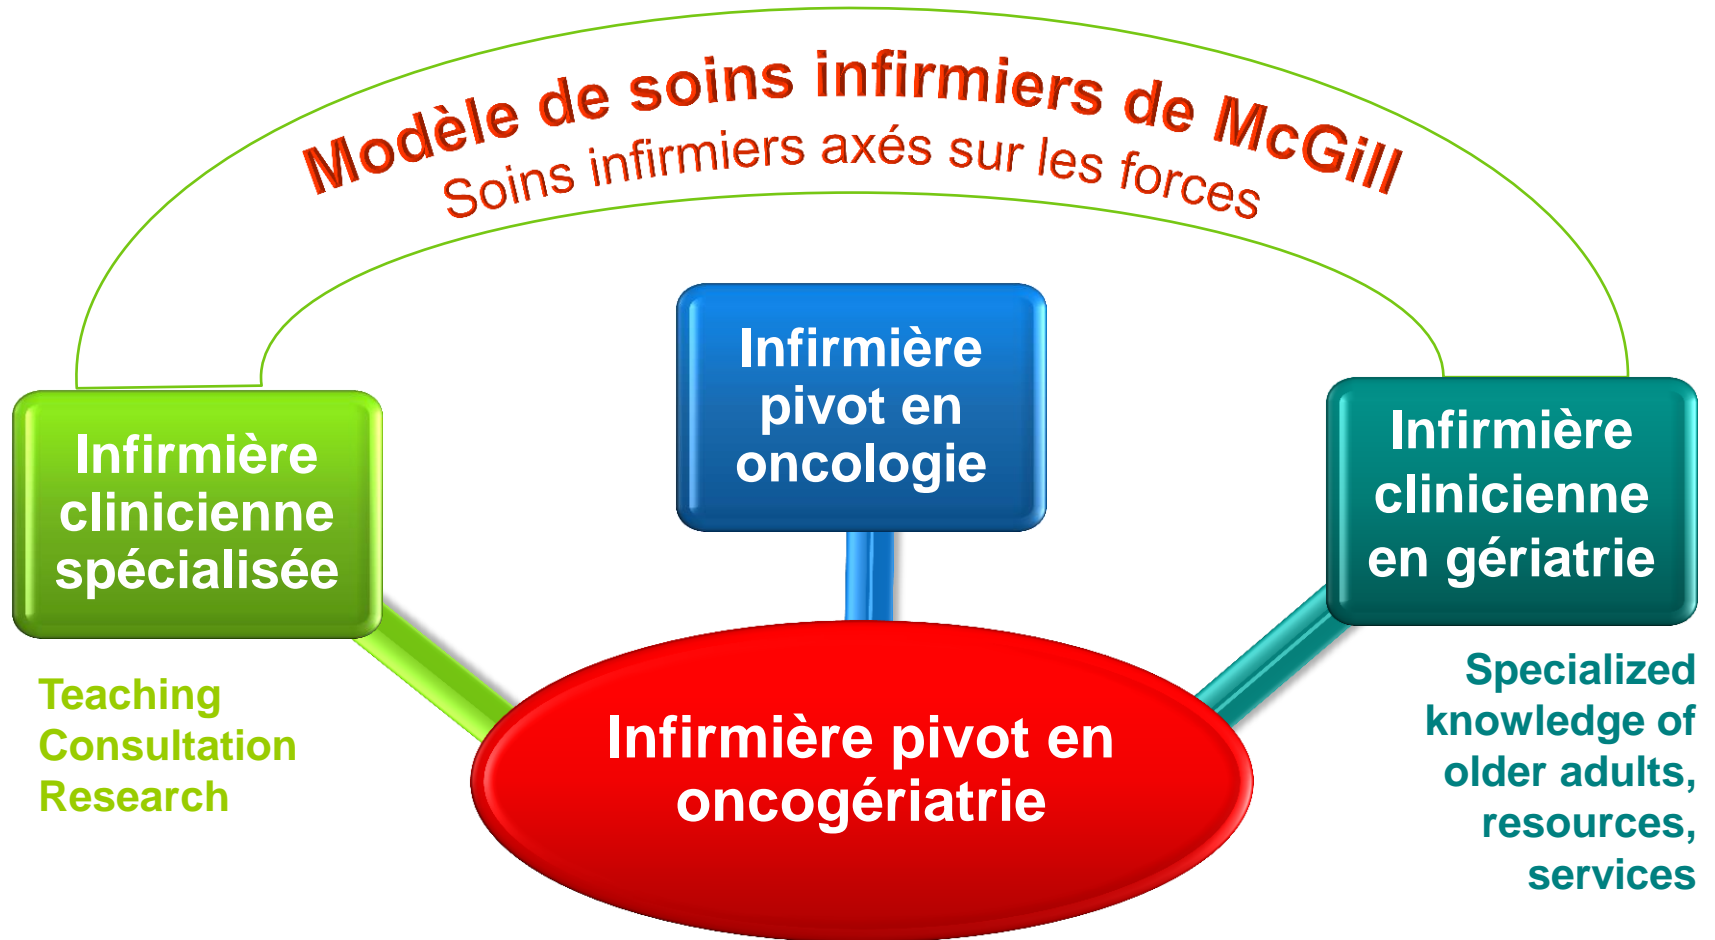 Modèle de soins infirmiers de McGill
Soins infirmiers axés sur les forces
Infirmière
pivot en
oncologie
Infirmière
clinicienne
spécialisée
Infirmière
clinicienne
en gériatrie
Teaching
Consultation
Research
Specialized
knowledge of
older adults,
resources,
services
Infirmière pivot en
oncogériatrie